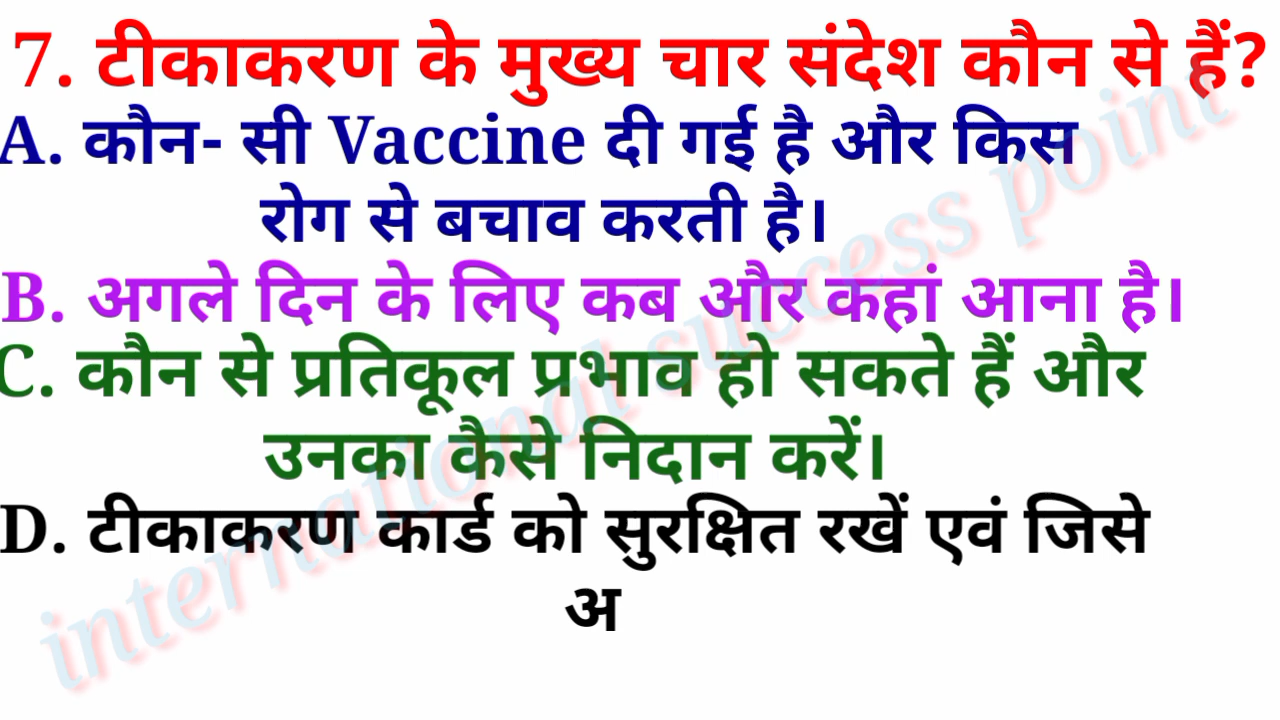 7. टीकाकरण के मुख्य चार संदेश कौन से हैं?
A. कौन- सी Vaccine दी गई है और किस
रोग से बचाव करती है।
B. अगले दिन के लिए कब और कहां आना है।
C. कौन से प्रतिकूल प्रभाव हो सकते हैं और
उनका कैसे निदान करें।
D. टीकाकरण कार्ड को सुरक्षित रखें एवं जिसे
अ
international success point